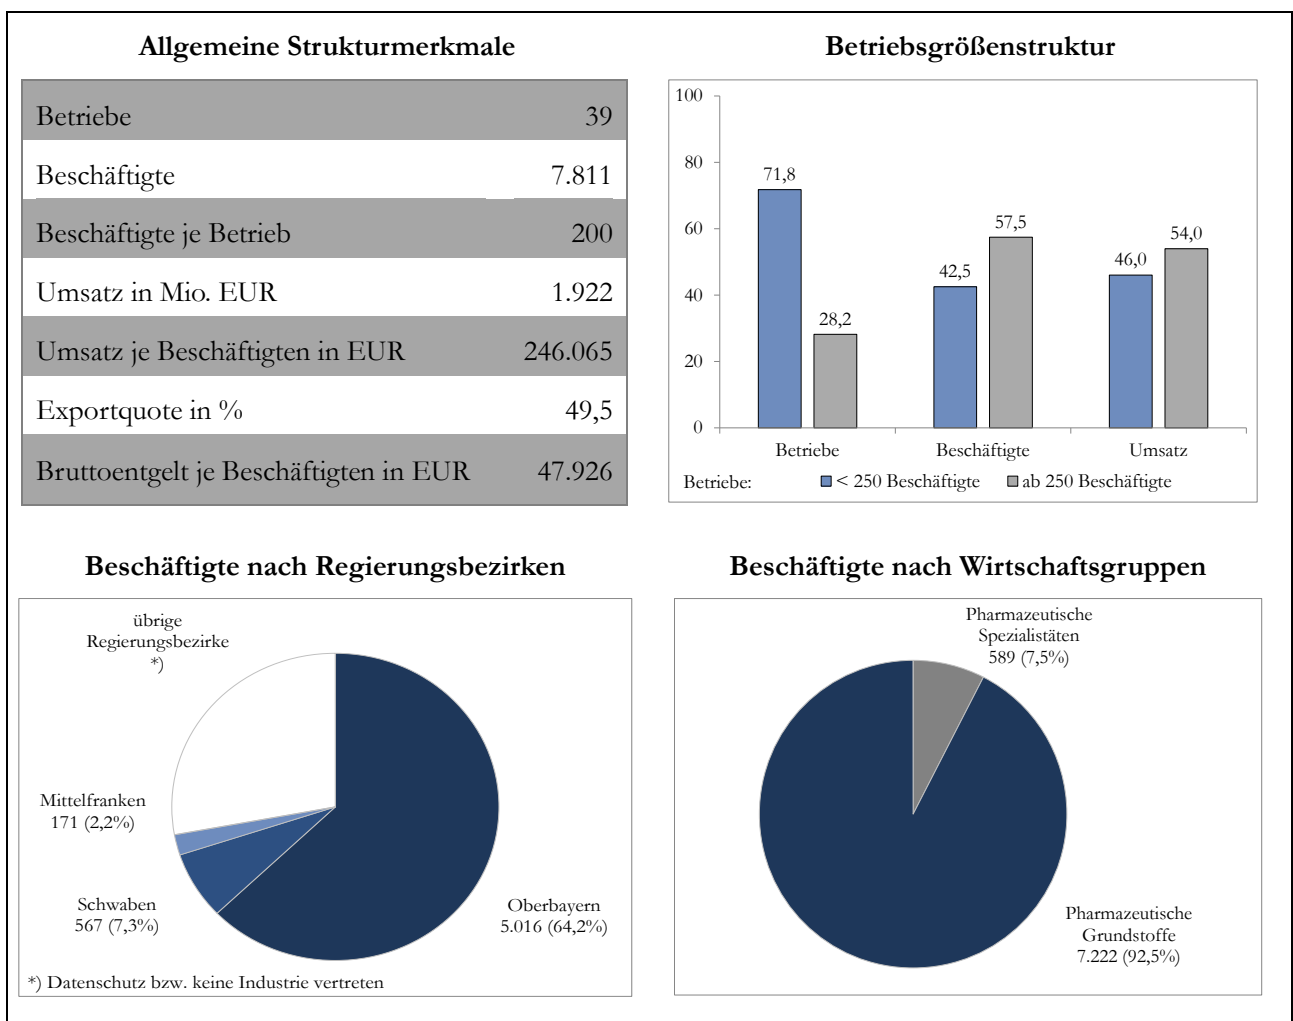 Allgemeine Strukturmerkmale
Betriebe 39
Beschäftigte 7.811
Beschäftigte je Betrieb 200
Umsatz in Mio. EUR 1.922
Umsatz je Beschäftigten in EUR 246.065
Exportquote in % 49,5
Bruttoentgelt je Beschäftigten in EUR 47.926
Betriebsgrößenstruktur
100
80
60
40
20
0
71,8
28,2
42,5
57,5
46,0
54,0
Betriebe Beschäftigte Umsatz
Betriebe: < 250 Beschäftigte ab 250 Beschäftigte
Beschäftigte nach Regierungsbezirken
übrige
Regierungsbezirke
*)
Mittelfranken
171 (2,2%)
Schwaben
567 (7,3%)
Oberbayern
5.016 (64,2%)
*) Datenschutz bzw. keine Industrie vertreten
Beschäftigte nach Wirtschaftsgruppen
Pharmazeutische
Spezialistäten
589 (7,5%)
Pharmazeutische
Grundstoffe
7.222 (92,5%)